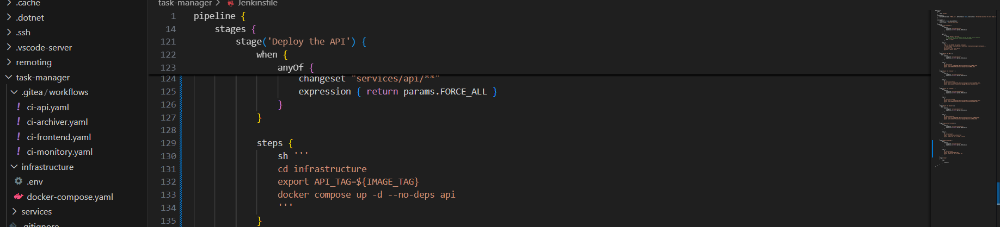 .cache
.dotnet
.ssh
.vscode-server
remoting
task-manager
.gitea / workflows
! ci-api.yaml
! ci-archiver.yaml
! ci-frontend.yaml
! ci-monitory.yaml
infrastructure
.env
docker-compose.yaml
services
.gitignore
task-manager > Jenkinsfile
1 pipeline {
14 stages {
121 stage('Deploy the API') {
122 when {
123 anyOf {
124 changeset "services/api/**"
125 expression { return params.FORCE_ALL }
126 }
127 }
128
129 steps {
130 sh '''
131 cd infrastructure
132 export API_TAG=${IMAGE_TAG}
133 docker compose up -d --no-deps api
134 '''
135 }